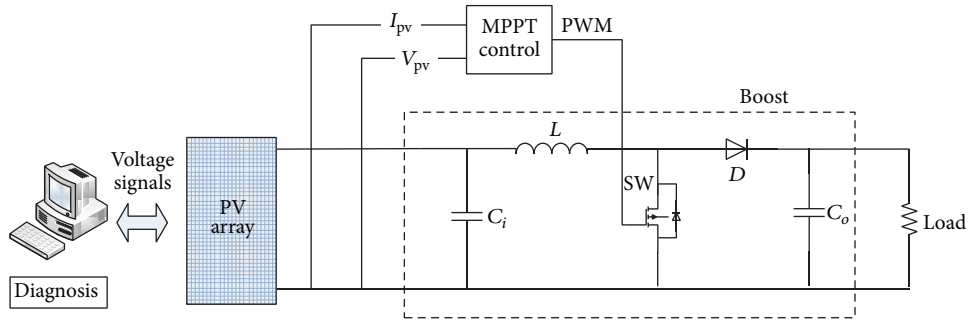 I_pv
V_pv
MPPT
control
PWM
Boost
Voltage
signals
PV
array
L
SW
D
C_i
C_o
Load
Diagnosis